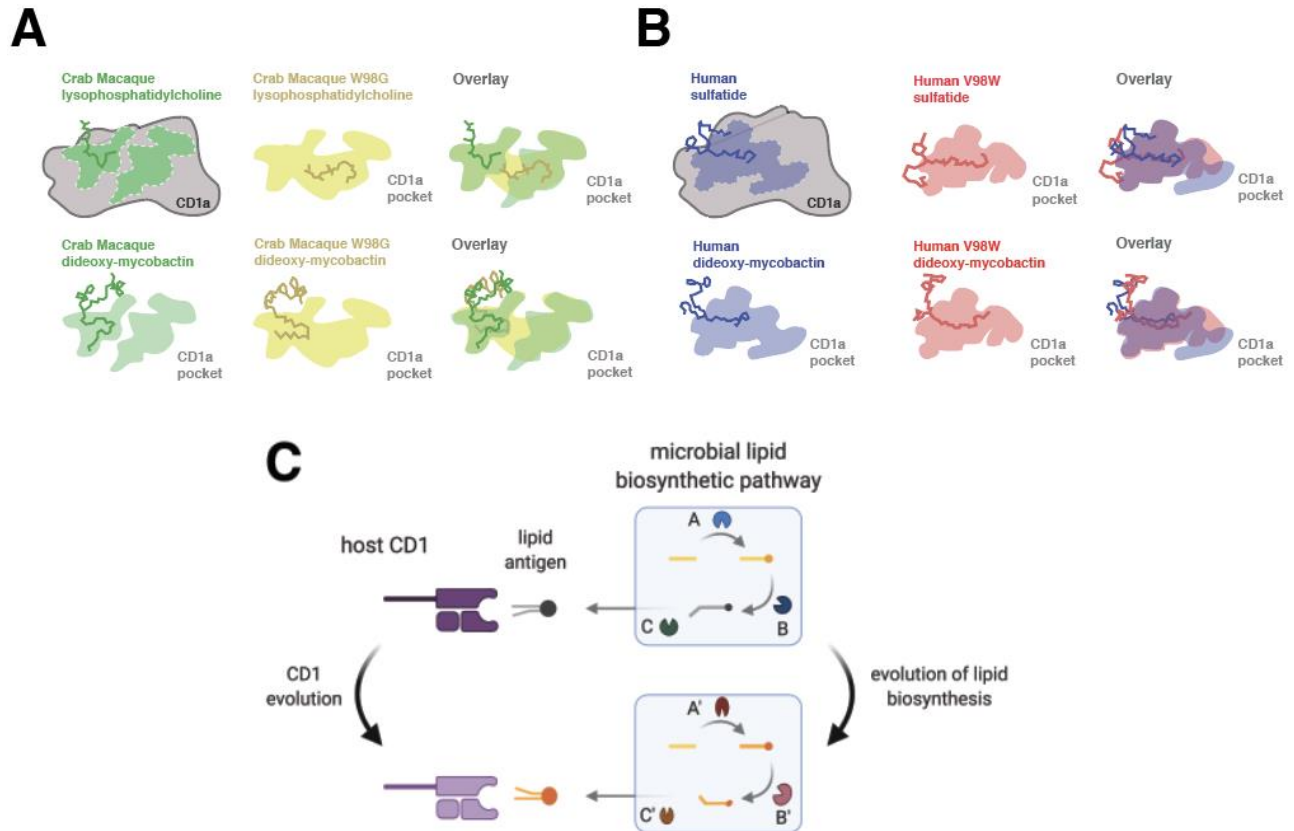 A
Crab Macaque
lysophosphatidylcholine
Crab Macaque W98G
lysophosphatidylcholine
Overlay
CD1a
CD1a
pocket
CD1a
pocket
Crab Macaque
dideoxy-mycobactin
Crab Macaque W98G
dideoxy-mycobactin
Overlay
CD1a
pocket
CD1a
pocket
CD1a
pocket
B
Human
sulfatide
Human V98W
sulfatide
Overlay
CD1a
CD1a
pocket
CD1a
pocket
Human
dideoxy-mycobactin
Human V98W
dideoxy-mycobactin
Overlay
CD1a
pocket
CD1a
pocket
CD1a
pocket
C
microbial lipid
biosynthetic pathway
host CD1
lipid
antigen
A
B
C
CD1
evolution
evolution of lipid
biosynthesis
A'
B'
C'